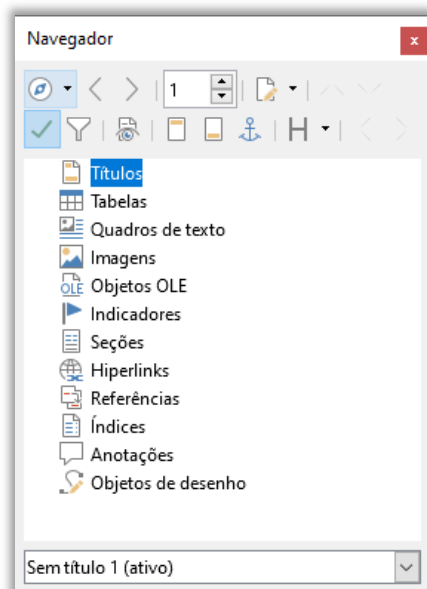 Navegador
x
1
H
Títulos
Tabelas
Quadros de texto
Imagens
OLE Objetos OLE
Indicadores
Seções
Hiperlinks
Referências
Índices
Anotações
Objetos de desenho
Sem título 1 (ativo)